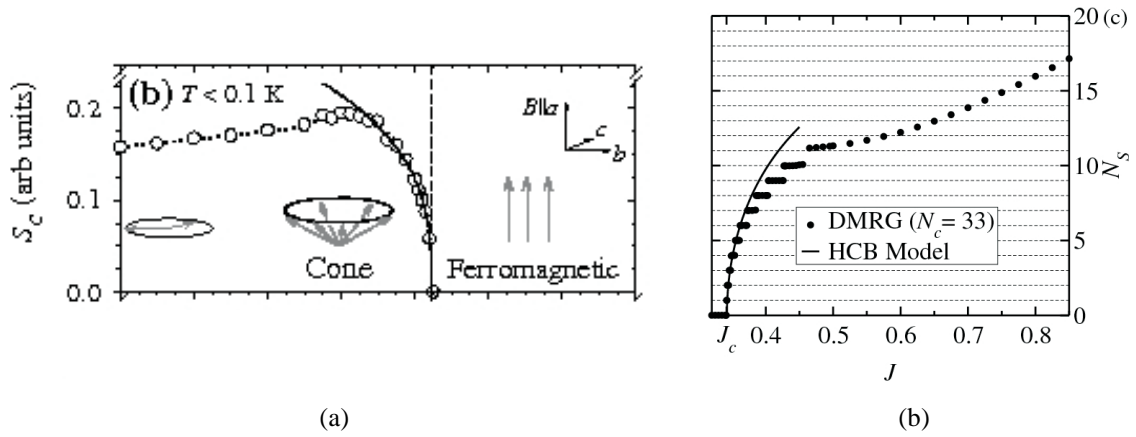 (b) T < 0.1 K
0.2
0.1
0.0
S_c (arb units)
B||a
c
b
Cone
Ferromagnetic
(a)
(c)
20
15
10
5
0
N_S
DMRG (N_c = 33)
HCB Model
J_c 0.4 0.5 0.6 0.7 0.8
J
(b)